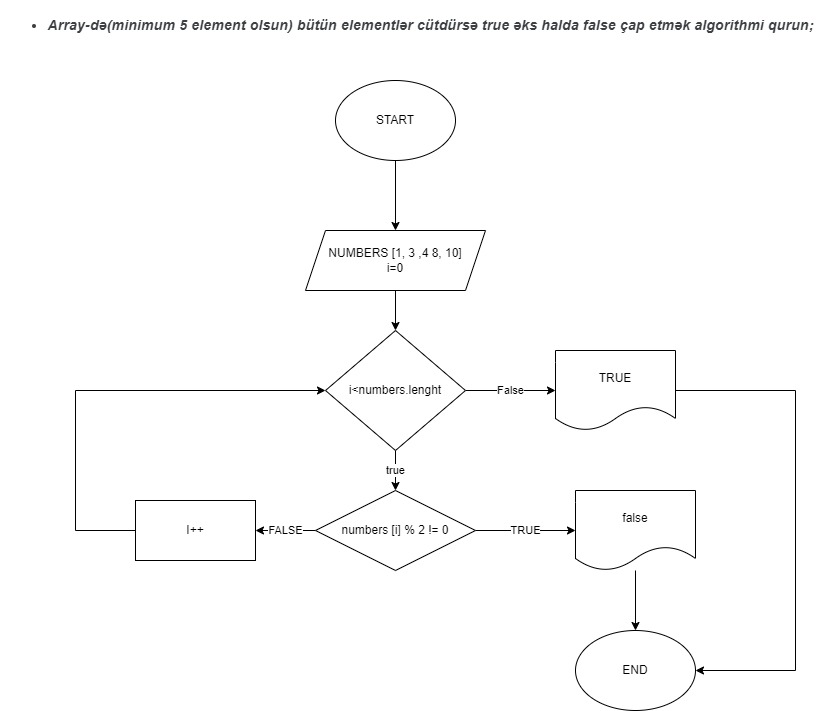 Array-də(minimum 5 element olsun) bütün elementlər cütdürsə true əks halda false çap etmək algorithmi qurun;
START
NUMBERS [1, 3 ,4 8, 10]
i=0
i<numbers.lenght
False
TRUE
true
I++
FALSE
numbers [i] % 2 != 0
TRUE
false
END